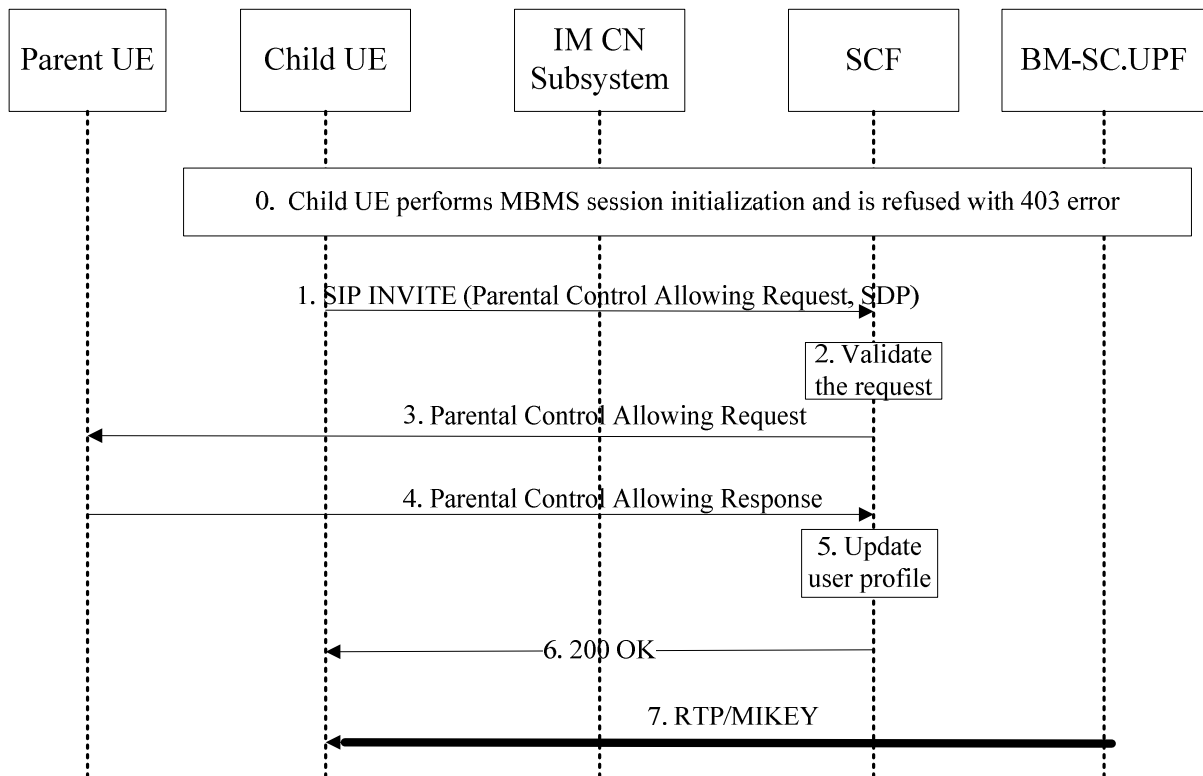 Parent UE
Child UE
IM CN
Subsystem
SCF
BM-SC.UPF
0. Child UE performs MBMS session initialization and is refused with 403 error
1. SIP INVITE (Parental Control Allowing Request, SDP)
2. Validate
the request
3. Parental Control Allowing Request
4. Parental Control Allowing Response
5. Update
user profile
6. 200 OK
7. RTP/MIKEY